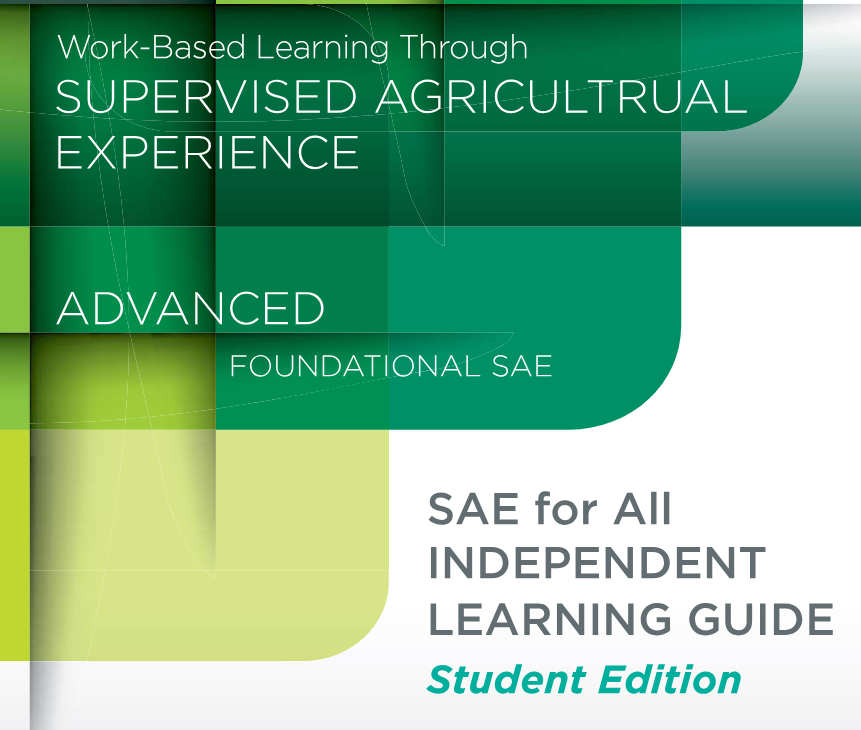 Work-Based Learning Through
SUPERVISED AGRICULTRUAL
EXPERIENCE
ADVANCED
FOUNDATIONAL SAE
SAE for All
INDEPENDENT
LEARNING GUIDE
Student Edition